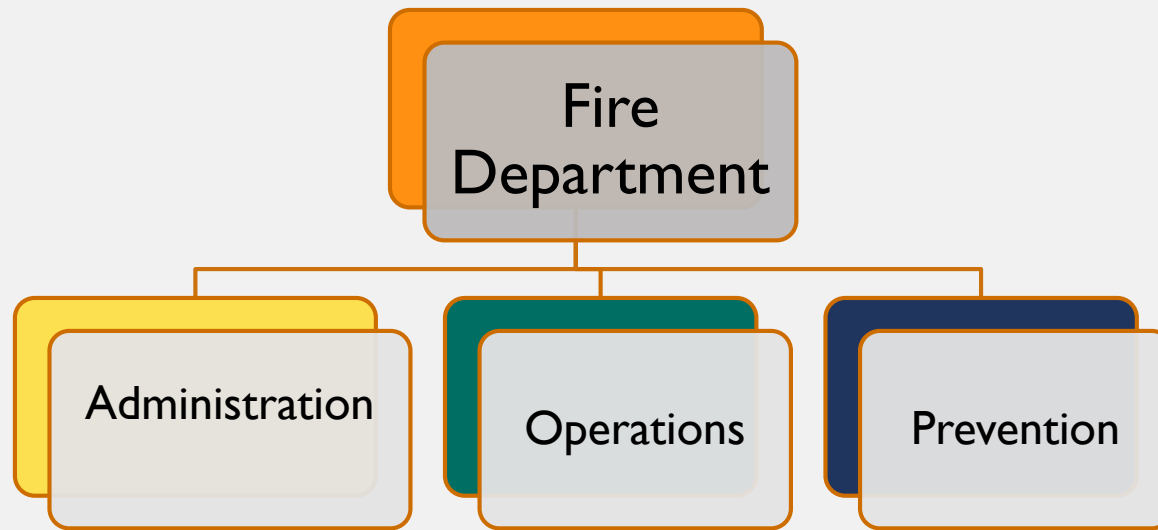 Fire
Department
Administration
Operations
Prevention